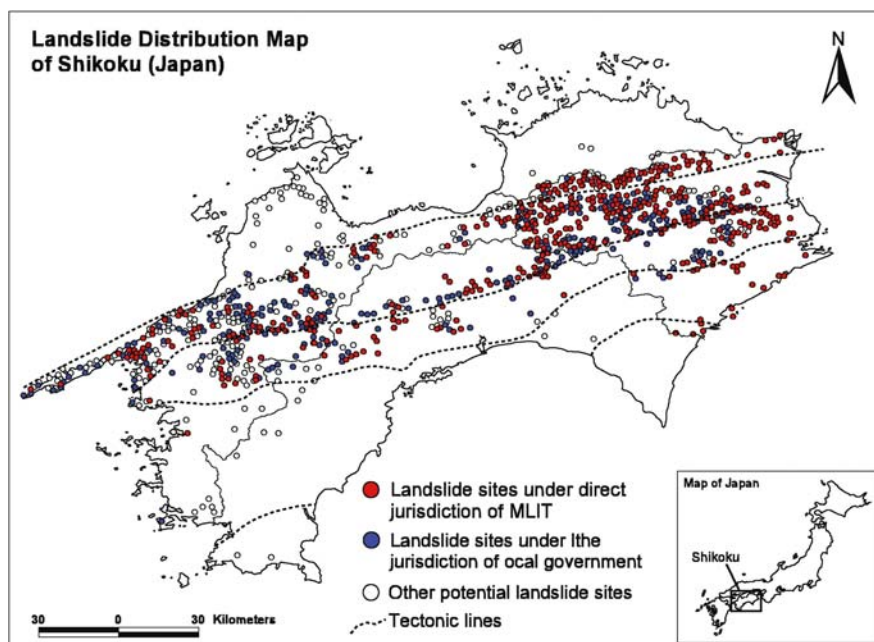 Landslide Distribution Map
of Shikoku (Japan)
N
Landslide sites under direct
jurisdiction of MLIT
Landslide sites under lthe
jurisdiction of ocal government
Other potential landslide sites
Tectonic lines
30 0 30 Kilometers
Map of Japan
Shikoku